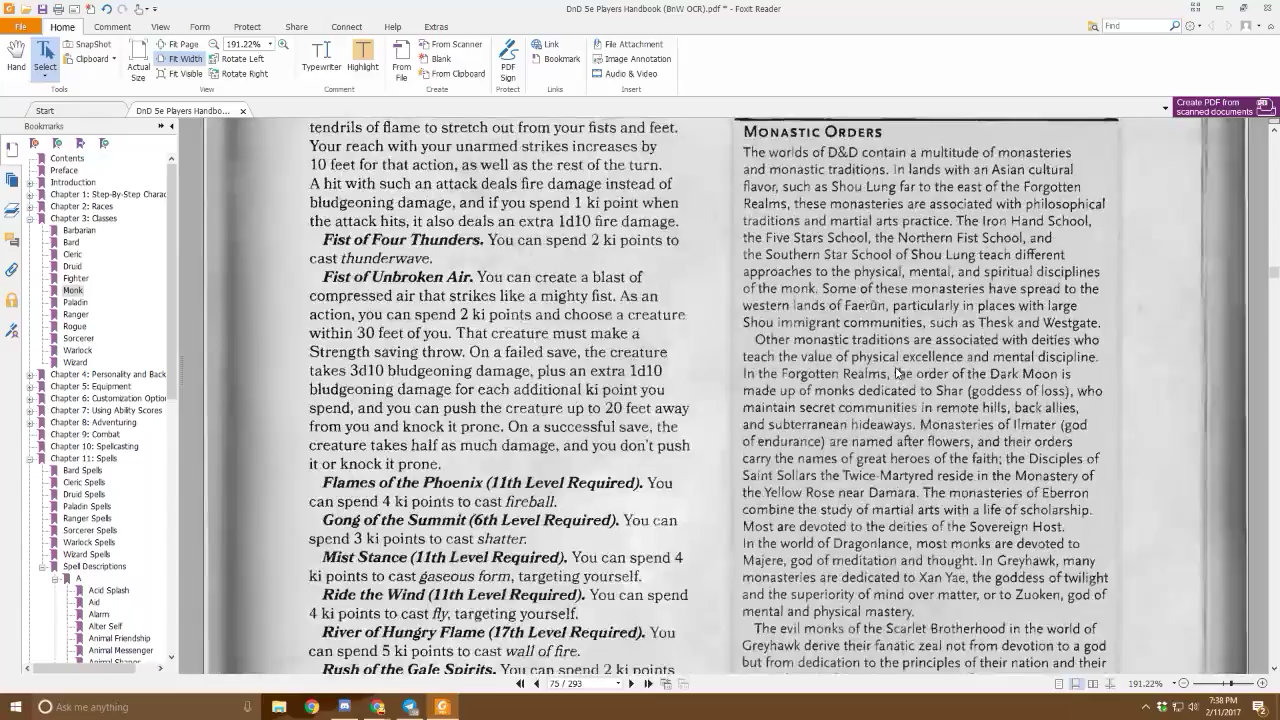 DnD 5e Players Handbook (BnW OCR).pdf * - Foxit Reader
File Home Comment View Form Protect Share Connect Help Extras Find
Hand
Select
SnapShot
Clipboard
Tools
Actual Size
Fit Page
Fit Width
Fit Visible
191.22%
Rotate Left
Rotate Right
View
Typewriter
Highlight
Comment
From File
From Scanner
Blank
From Clipboard
Create
PDF Sign
Protect
Link
Bookmark
Links
File Attachment
Image Annotation
Audio & Video
Insert
Start
DnD 5e Players Handbo...
Create PDF from
scanned documents
Bookmarks
Contents
Preface
Introduction
Chapter 1: Step-By-Step Charac
Chapter 2: Races
Chapter 3: Classes
Barbarian
Bard
Cleric
Druid
Fighter
Monk
Paladin
Ranger
Rogue
Sorcerer
Warlock
Wizard
Chapter 4: Personality and Back
Chapter 5: Equipment
Chapter 6: Customization Option
Chapter 7: Using Ability Scores
Chapter 8: Adventuring
Chapter 9: Combat
Chapter 10: Spellcasting
Chapter 11: Spells
Bard Spells
Cleric Spells
Druid Spells
Paladin Spells
Ranger Spells
Sorcerer Spells
Warlock Spells
Wizard Spells
Spell Descriptions
A
Acid Splash
Aid
Alarm
Alter Self
Animal Friendship
Animal Messenger
Animal Shapes
tendrils of flame to stretch out from your fists and feet.
Your reach with your unarmed strikes increases by
10 feet for that action, as well as the rest of the turn.
A hit with such an attack deals fire damage instead of
bludgeoning damage, and if you spend 1 ki point when
the attack hits, it also deals an extra 1d10 fire damage.
Fist of Four Thunders. You can spend 2 ki points to
cast thunderwave.
Fist of Unbroken Air. You can create a blast of
compressed air that strikes like a mighty fist. As an
action, you can spend 2 ki points and choose a creature
within 30 feet of you. That creature must make a
Strength saving throw. On a failed save, the creature
takes 3d10 bludgeoning damage, plus an extra 1d10
bludgeoning damage for each additional ki point you
spend, and you can push the creature up to 20 feet away
from you and knock it prone. On a successful save, the
creature takes half as much damage, and you don't push
it or knock it prone.
Flames of the Phoenix (11th Level Required). You
can spend 4 ki points to cast fireball.
Gong of the Summit (6th Level Required). You can
spend 3 ki points to cast shatter.
Mist Stance (11th Level Required). You can spend 4
ki points to cast gaseous form, targeting yourself.
Ride the Wind (11th Level Required). You can spend
4 ki points to cast fly, targeting yourself.
River of Hungry Flame (17th Level Required). You
can spend 5 ki points to cast wall of fire.
Rush of the Gale Spirits. You can spend 2 ki points
MONASTIC ORDERS
The worlds of D&D contain a multitude of monasteries
and monastic traditions. In lands with an Asian cultural
flavor, such as Shou Lung far to the east of the Forgotten
Realms, these monasteries are associated with philosophical
traditions and martial arts practice. The Iron Hand School,
the Five Stars School, the Northern Fist School, and
the Southern Star School of Shou Lung teach different
approaches to the physical, mental, and spiritual disciplines
of the monk. Some of these monasteries have spread to the
western lands of Faerûn, particularly in places with large
Shou immigrant communities, such as Thesk and Westgate.
Other monastic traditions are associated with deities who
teach the value of physical excellence and mental discipline.
In the Forgotten Realms, the order of the Dark Moon is
made up of monks dedicated to Shar (goddess of loss), who
maintain secret communities in remote hills, back allies,
and subterranean hideaways. Monasteries of Ilmater (god
of endurance) are named after flowers, and their orders
carry the names of great heroes of the faith; the Disciples of
Saint Sollars the Twice-Martyred reside in the Monastery of
the Yellow Rose near Damara. The monasteries of Eberron
combine the study of martial arts with a life of scholarship.
Most are devoted to the deities of the Sovereign Host.
In the world of Dragonlance, most monks are devoted to
Majere, god of meditation and thought. In Greyhawk, many
monasteries are dedicated to Xan Yae, the goddess of twilight
and the superiority of mind over matter, or to Zuoken, god of
mental and physical mastery.
The evil monks of the Scarlet Brotherhood in the world of
Greyhawk derive their fanatic zeal not from devotion to a god
but from dedication to the principles of their nation and their
75 / 293
191.22%
Ask me anything
7:38 PM
2/11/2017
2